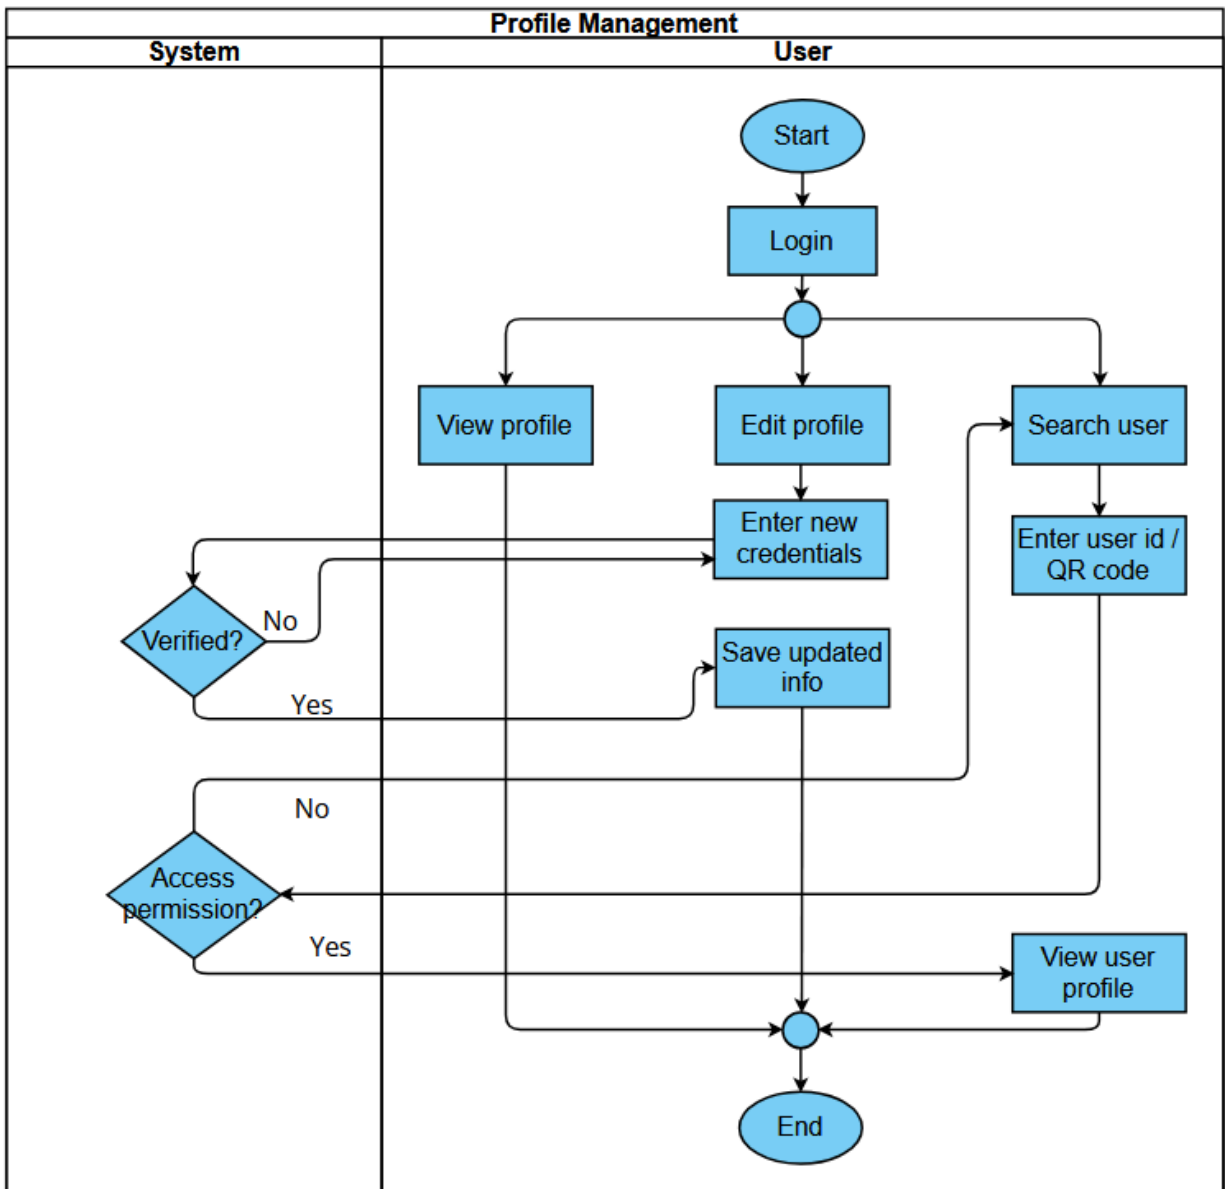 Profile Management
System
User
Start
Login
View profile
Edit profile
Search user
Enter new
credentials
Enter user id /
QR code
No
Verified?
Save updated
info
Yes
No
Access
permission?
Yes
View user
profile
End